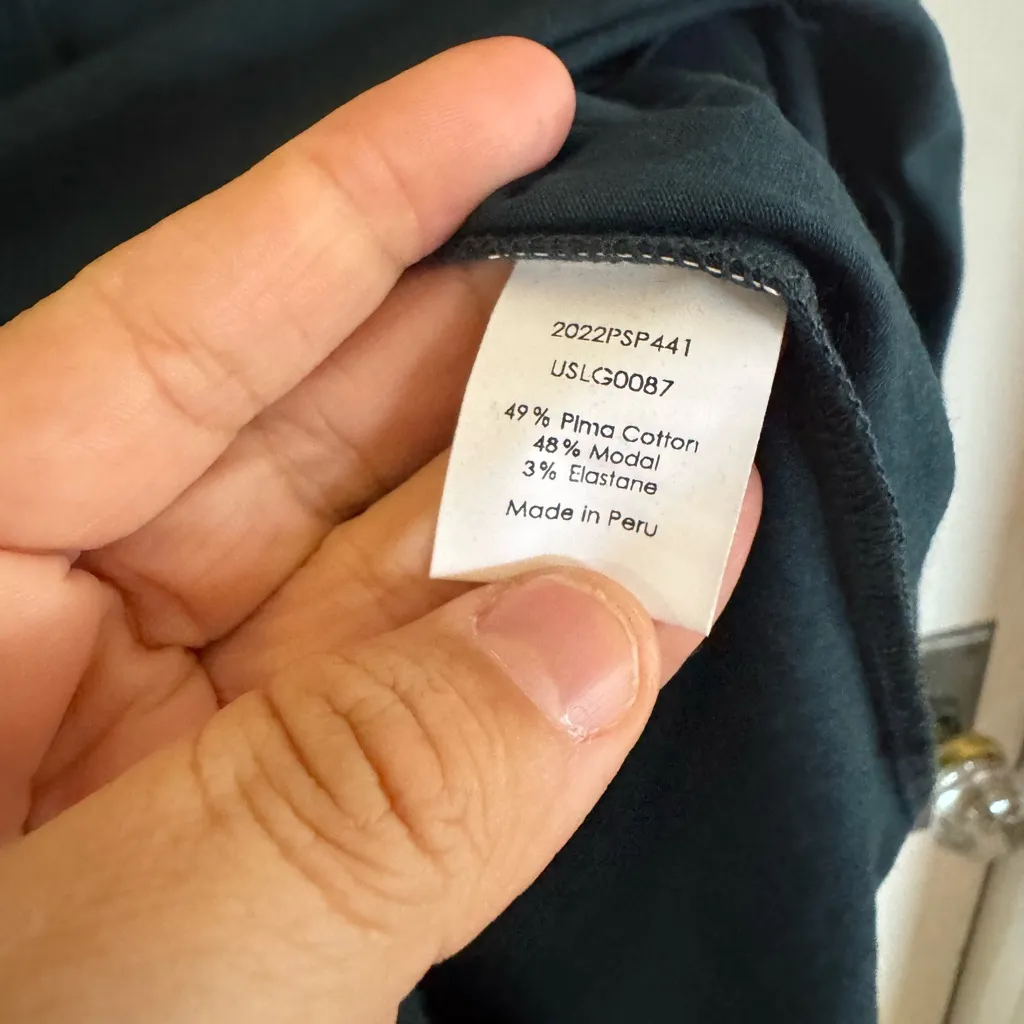 2022PSP441
USLG0087
49% PIma Cotton
48% Modal
3% Elastane
Made in Peru